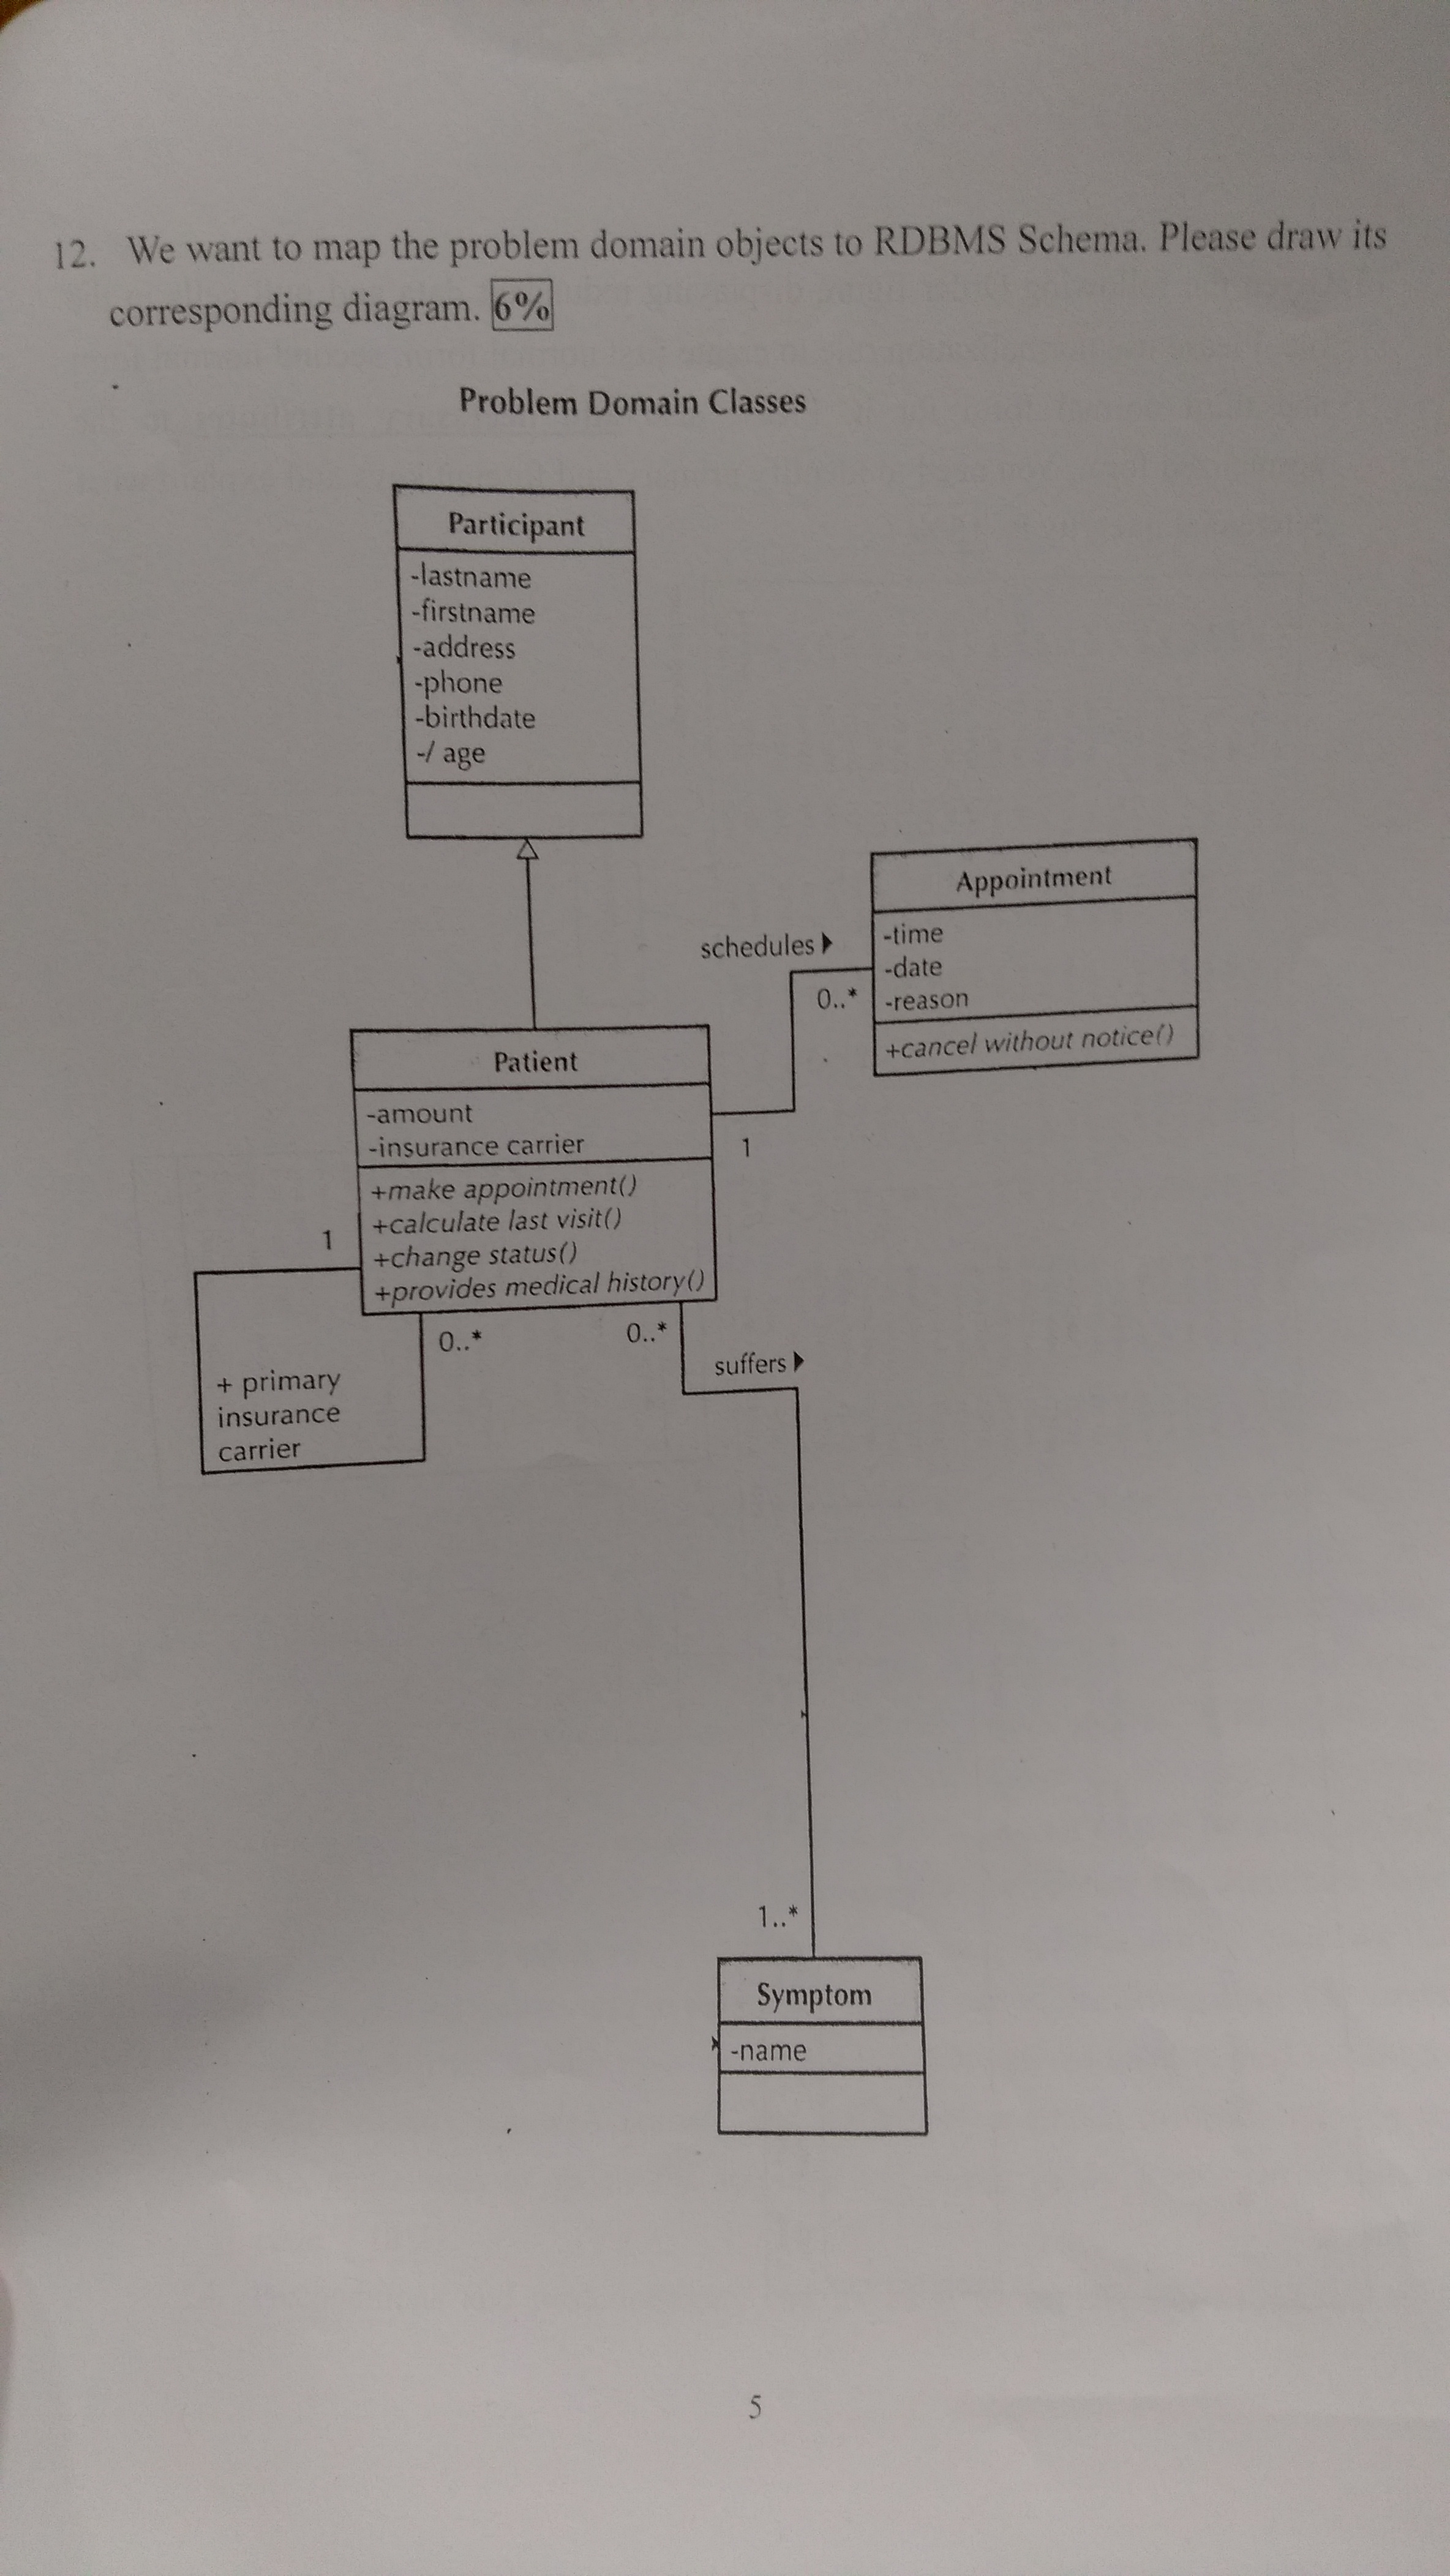 12. We want to map the problem domain objects to RDBMS Schema. Please draw its
corresponding diagram. 6%
Problem Domain Classes
Participant
-lastname
-firstname
-address
-phone
-birthdate
-/ age
Appointment
-time
-date
-reason
+cancel without notice()
schedules
0..*
Patient
-amount
-insurance carrier
+make appointment()
+calculate last visit()
+change status()
+provides medical history()
1
1
0..*
0..*
+ primary
insurance
carrier
suffers
1..*
Symptom
-name
5